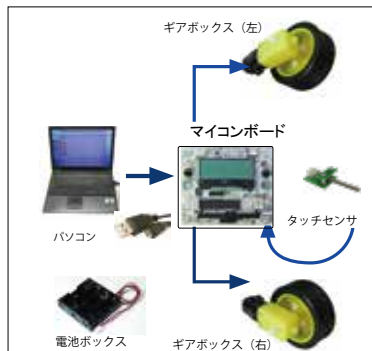 ギアボックス（左）
マイコンボード
パソコン
タッチセンサ
電池ボックス
ギアボックス（右）